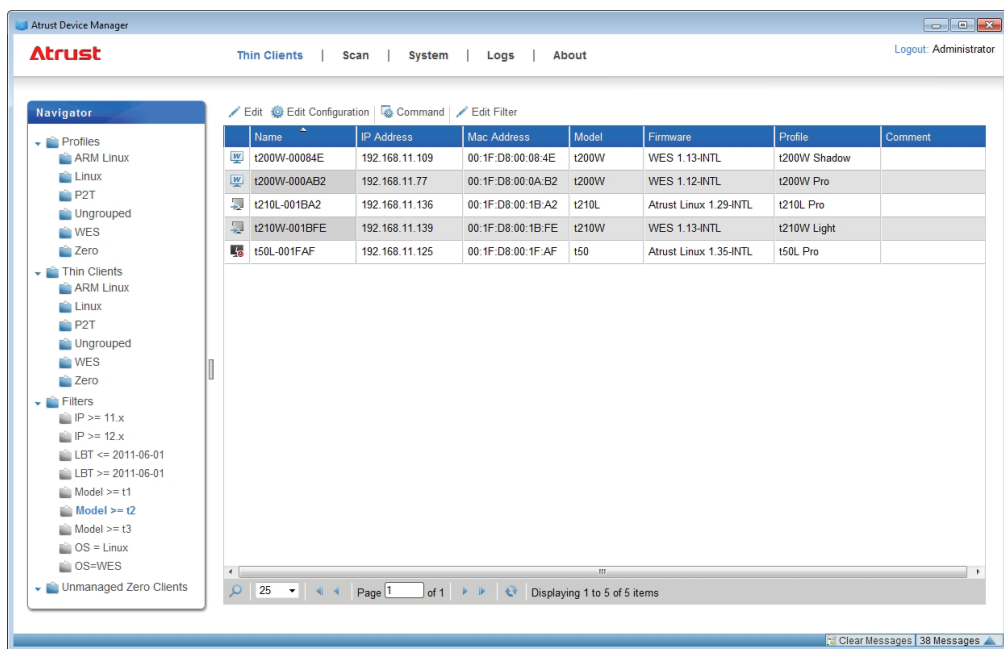 Atrust Device Manager
Atrust
Thin Clients | Scan | System | Logs | About
Logout: Administrator
Navigator
Profiles
ARM Linux
Linux
P2T
Ungrouped
WES
Zero
Thin Clients
ARM Linux
Linux
P2T
Ungrouped
WES
Zero
Filters
IP >= 11.x
IP >= 12.x
LBT <= 2011-06-01
LBT >= 2011-06-01
Model >= t1
Model >= t2
Model >= t3
OS = Linux
OS=WES
Unmanaged Zero Clients
Edit Edit Configuration Command Edit Filter
Name IP Address Mac Address Model Firmware Profile Comment
t200W-00084E 192.168.11.109 00:1F:D8:00:08:4E t200W WES 1.13-INTL t200W Shadow
t200W-000AB2 192.168.11.77 00:1F:D8:00:0A:B2 t200W WES 1.12-INTL t200W Pro
t210L-001BA2 192.168.11.136 00:1F:D8:00:1B:A2 t210L Atrust Linux 1.29-INTL t210L Pro
t210W-001BFE 192.168.11.139 00:1F:D8:00:1B:FE t210W WES 1.13-INTL t210W Light
t50L-001FAF 192.168.11.125 00:1F:D8:00:1F:AF t50 Atrust Linux 1.35-INTL t50L Pro
25 Page 1 of 1 Displaying 1 to 5 of 5 items
Clear Messages 38 Messages